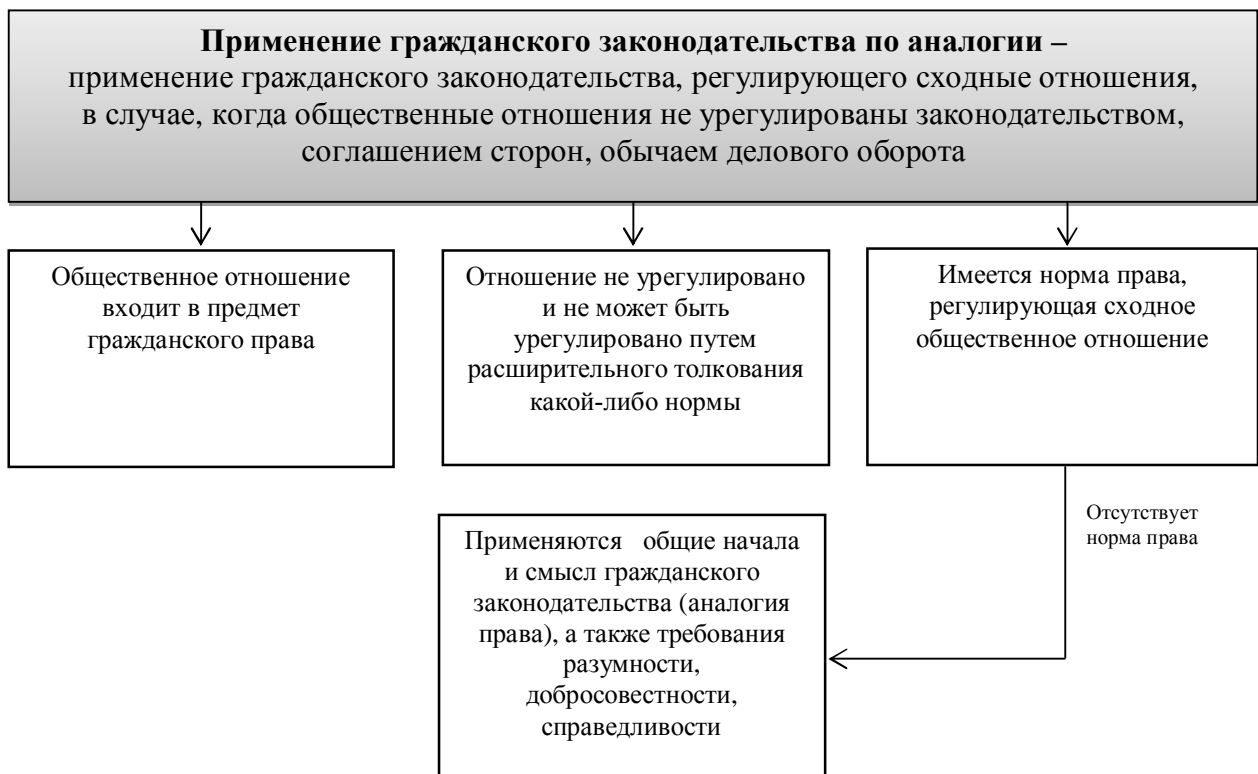 Применение гражданского законодательства по аналогии –
применение гражданского законодательства, регулирующего сходные отношения,
в случае, когда общественные отношения не урегулированы законодательством,
соглашением сторон, обычаем делового оборота
Общественное отношение
входит в предмет
гражданского права
Отношение не урегулировано
и не может быть
урегулировано путем
расширительного толкования
какой-либо нормы
Имеется норма права,
регулирующая сходное
общественное отношение
Отсутствует
норма права
Применяются общие начала
и смысл гражданского
законодательства (аналогия
права), а также требования
разумности,
добросовестности,
справедливости